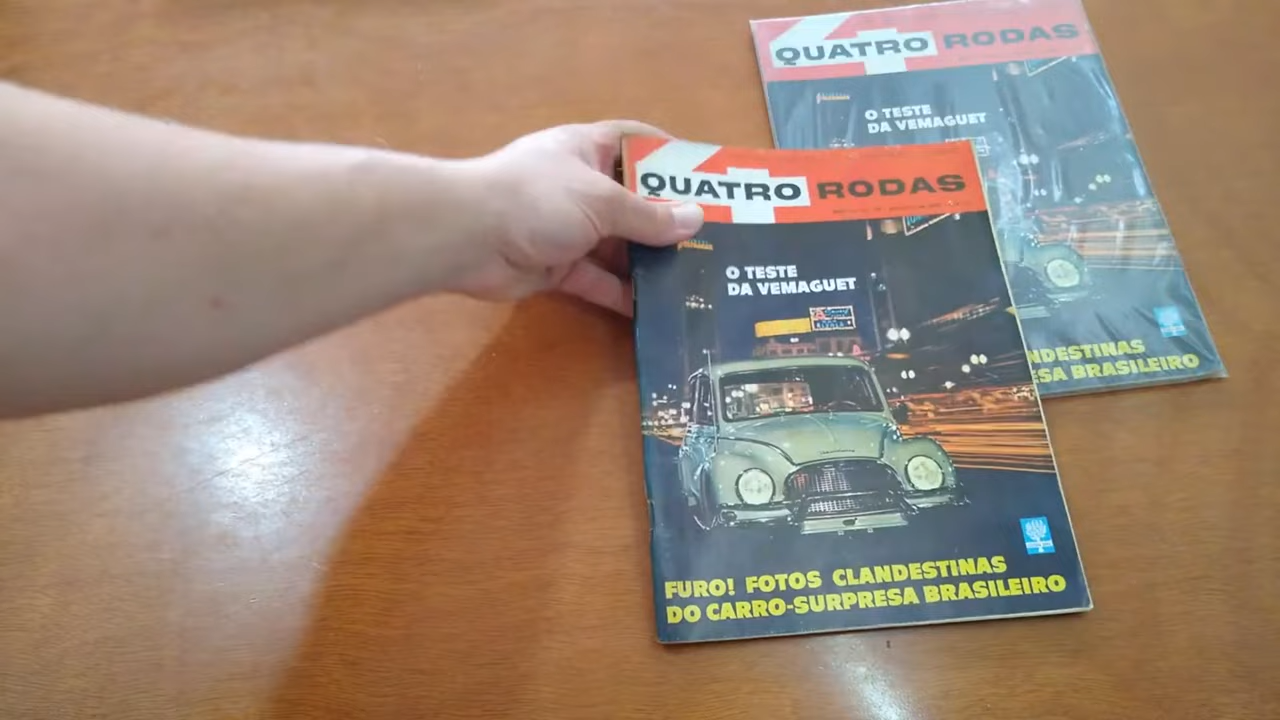 QUATRO RODAS
O TESTE
DA VEMAGUET
QUATRO RODAS
O TESTE
DA VEMAGUET
FURO! FOTOS CLANDESTINAS
DO CARRO-SURPRESA BRASILEIRO
NDESTINAS
ESA BRASILEIRO